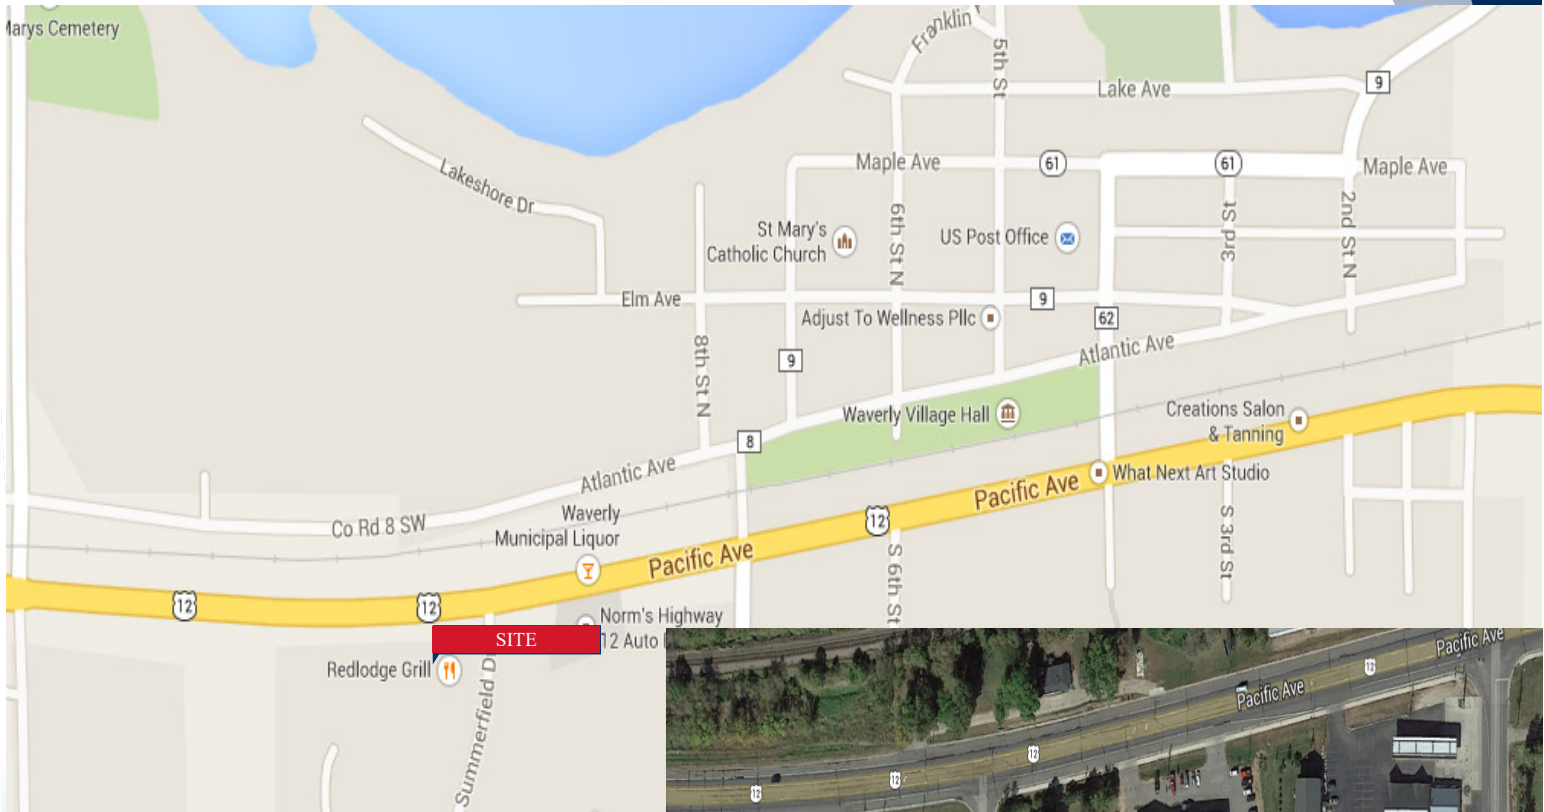 Marys Cemetery
Franklin
5th St
Lake Ave
9
Lakeshore Dr
Maple Ave
61
61
Maple Ave
St Mary's
Catholic Church
6th St N
US Post Office
3rd St
2nd St N
Elm Ave
9
Adjust To Wellness Pllc
62
8th St N
9
Atlantic Ave
Waverly Village Hall
Creations Salon
& Tanning
8
Atlantic Ave
Pacific Ave
What Next Art Studio
Co Rd 8 SW
Waverly
Municipal Liquor
12
Pacific Ave
S 6th St
S 3rd St
12
12
Norm's Highway
12 Auto
SITE
Redlodge Grill
Summerfield Dr
Pacific Ave
12
Pacific Ave
12
12
12